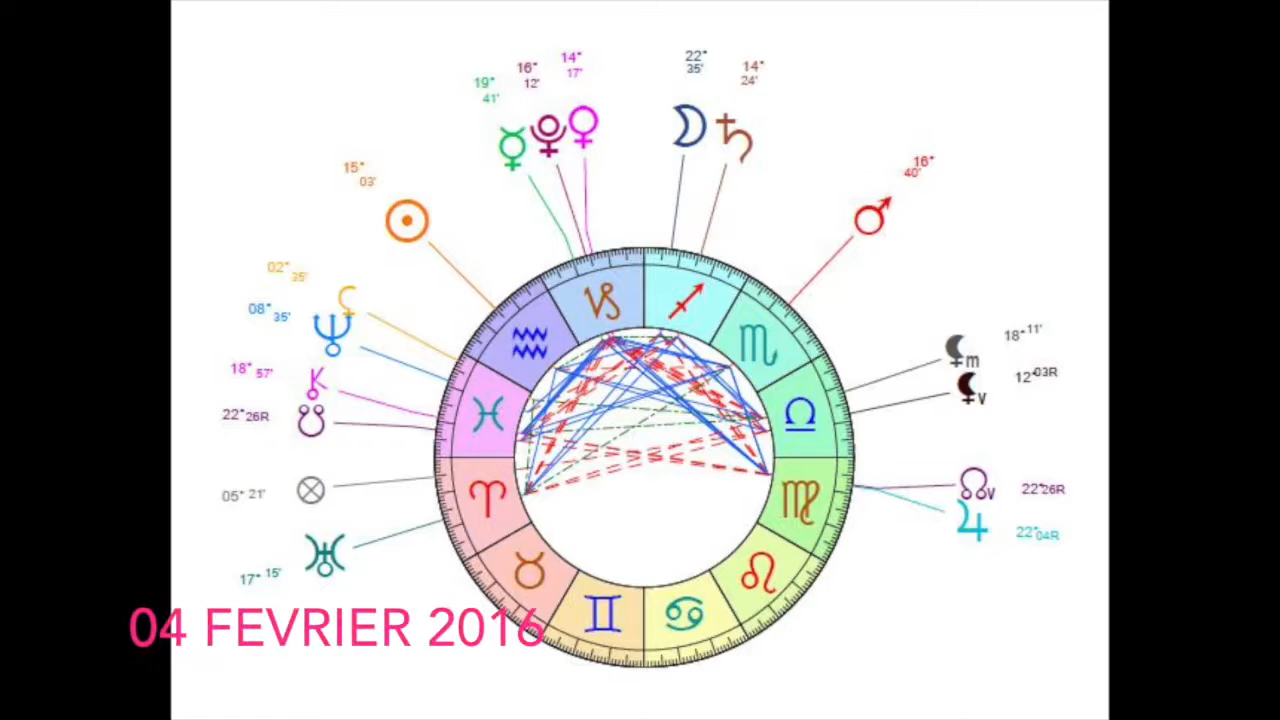 14° 17'
16° 12'
19° 41'
22° 35'
14° 24'
15° 03'
16° 40'
02° 35'
08° 35'
18° 57'
22° 26R
05° 21'
17° 15'
18° 11'
m
12° 03R
v
v
22° 26R
22° 04R
04 FEVRIER 2016